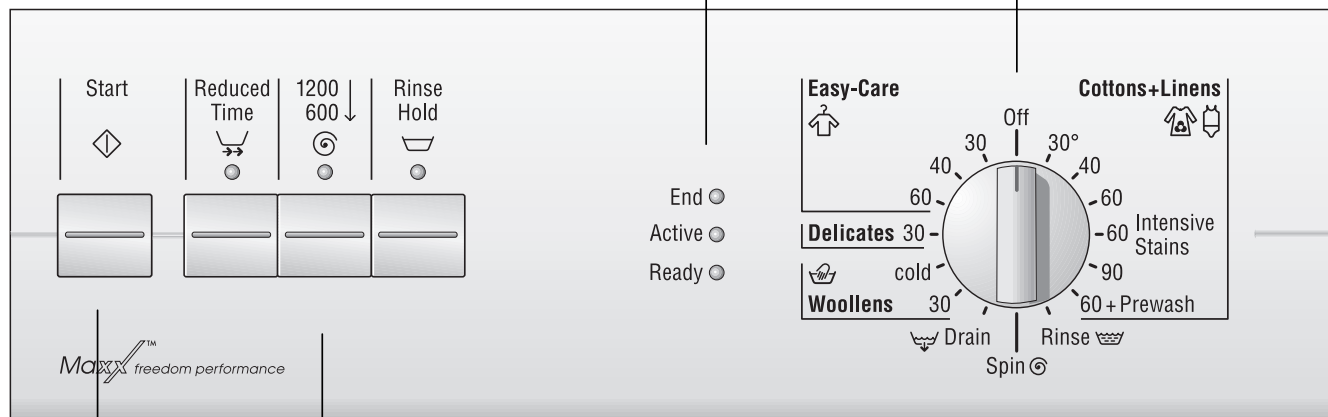 Start
Reduced
Time
1200
600 ↓
Rinse
Hold
End
Active
Ready
Easy-Care
Cottons+Linens
Off
30
40
60
Delicates 30
cold
Woollens 30
Drain
Spin
Rinse
30°
40
60
60 Intensive
Stains
90
60 + Prewash
Maxx™ freedom performance